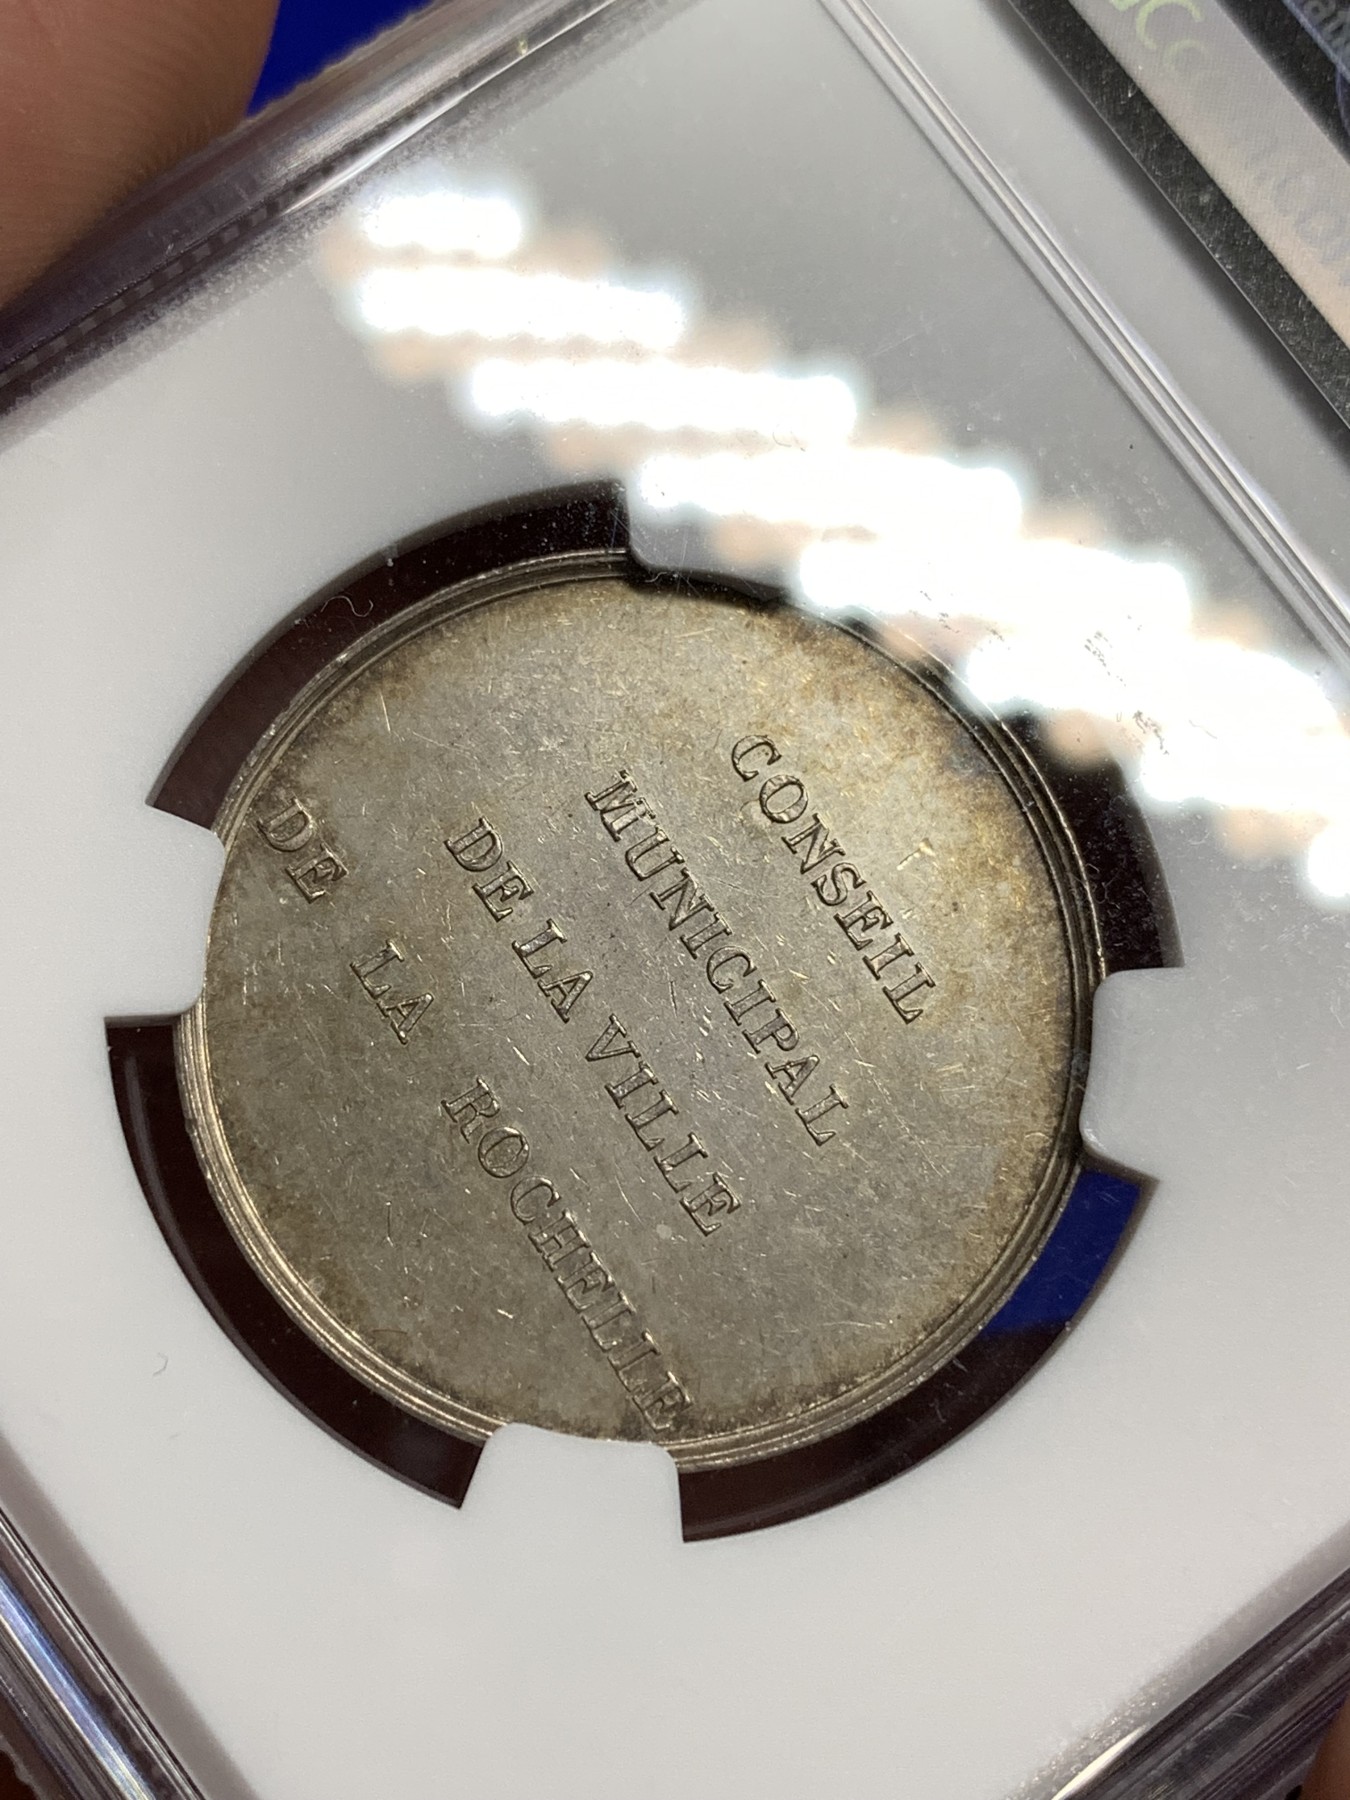 CONSEIL
MUNICIPAL
DE LA VILLE
DE LA ROCHELLE